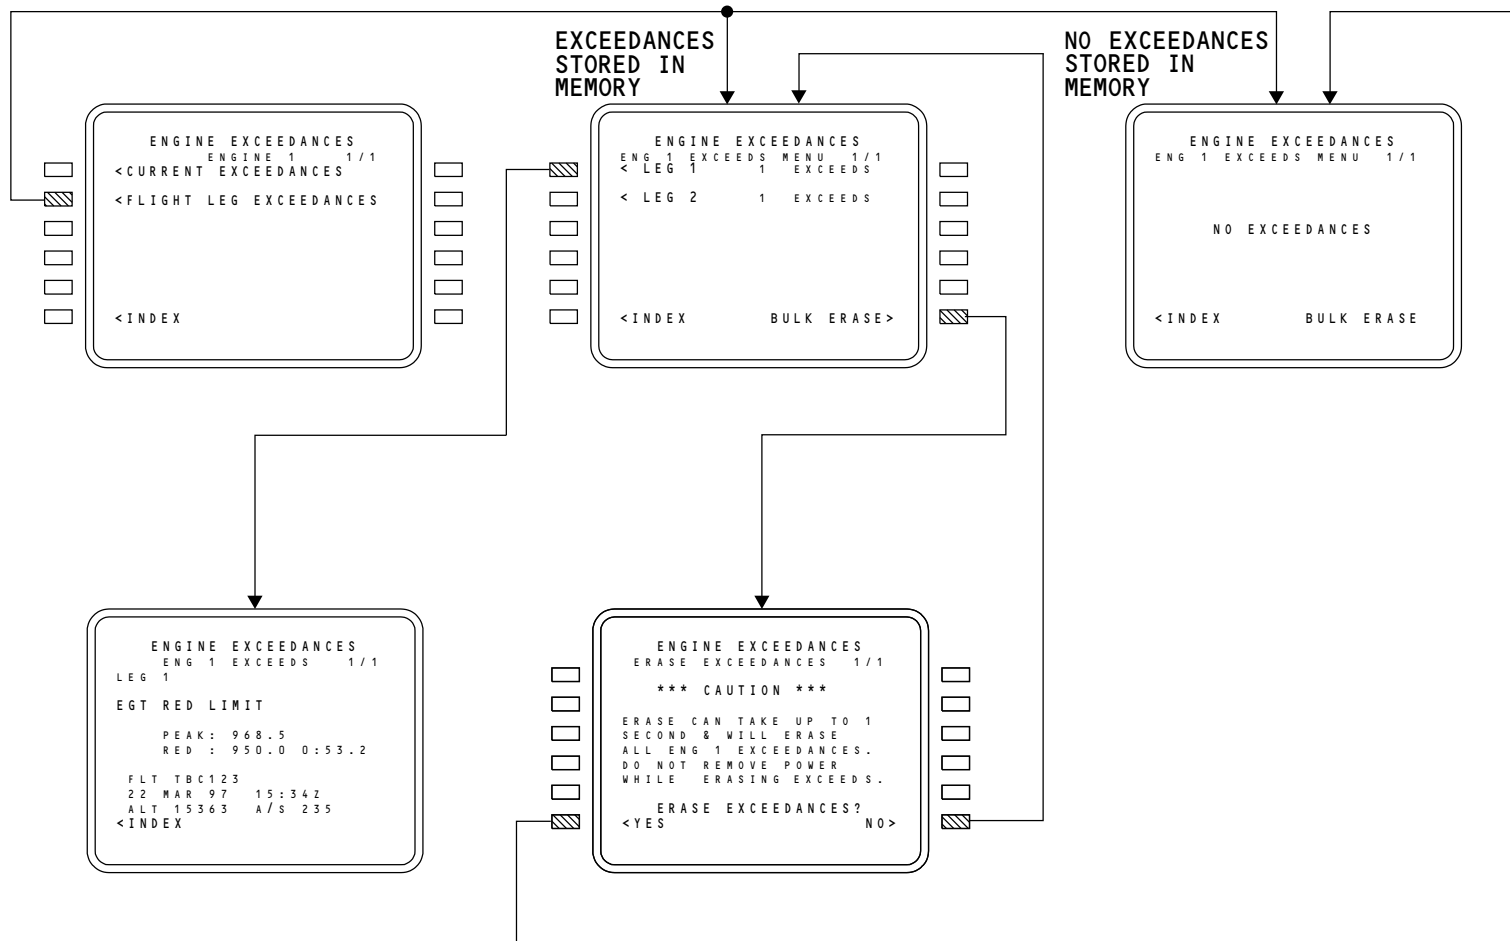 EXCEEDANCES
STORED IN
MEMORY
NO EXCEEDANCES
STORED IN
MEMORY
ENGINE EXCEEDANCES
ENGINE 1 1/1
<CURRENT EXCEEDANCES
<FLIGHT LEG EXCEEDANCES
<INDEX
ENGINE EXCEEDANCES
ENG 1 EXCEEDS MENU 1/1
< LEG 1 1 EXCEEDS
< LEG 2 1 EXCEEDS
<INDEX BULK ERASE>
ENGINE EXCEEDANCES
ENG 1 EXCEEDS MENU 1/1
NO EXCEEDANCES
<INDEX BULK ERASE
ENGINE EXCEEDANCES
ENG 1 EXCEEDS 1/1
LEG 1
EGT RED LIMIT
PEAK: 968.5
RED : 950.0 0:53.2
FLT TBC123
22 MAR 97 15:34Z
ALT 15363 A/S 235
<INDEX
ENGINE EXCEEDANCES
ERASE EXCEEDANCES 1/1
*** CAUTION ***
ERASE CAN TAKE UP TO 1
SECOND & WILL ERASE
ALL ENG 1 EXCEEDANCES.
DO NOT REMOVE POWER
WHILE ERASING EXCEEDS.
ERASE EXCEEDANCES?
<YES NO>